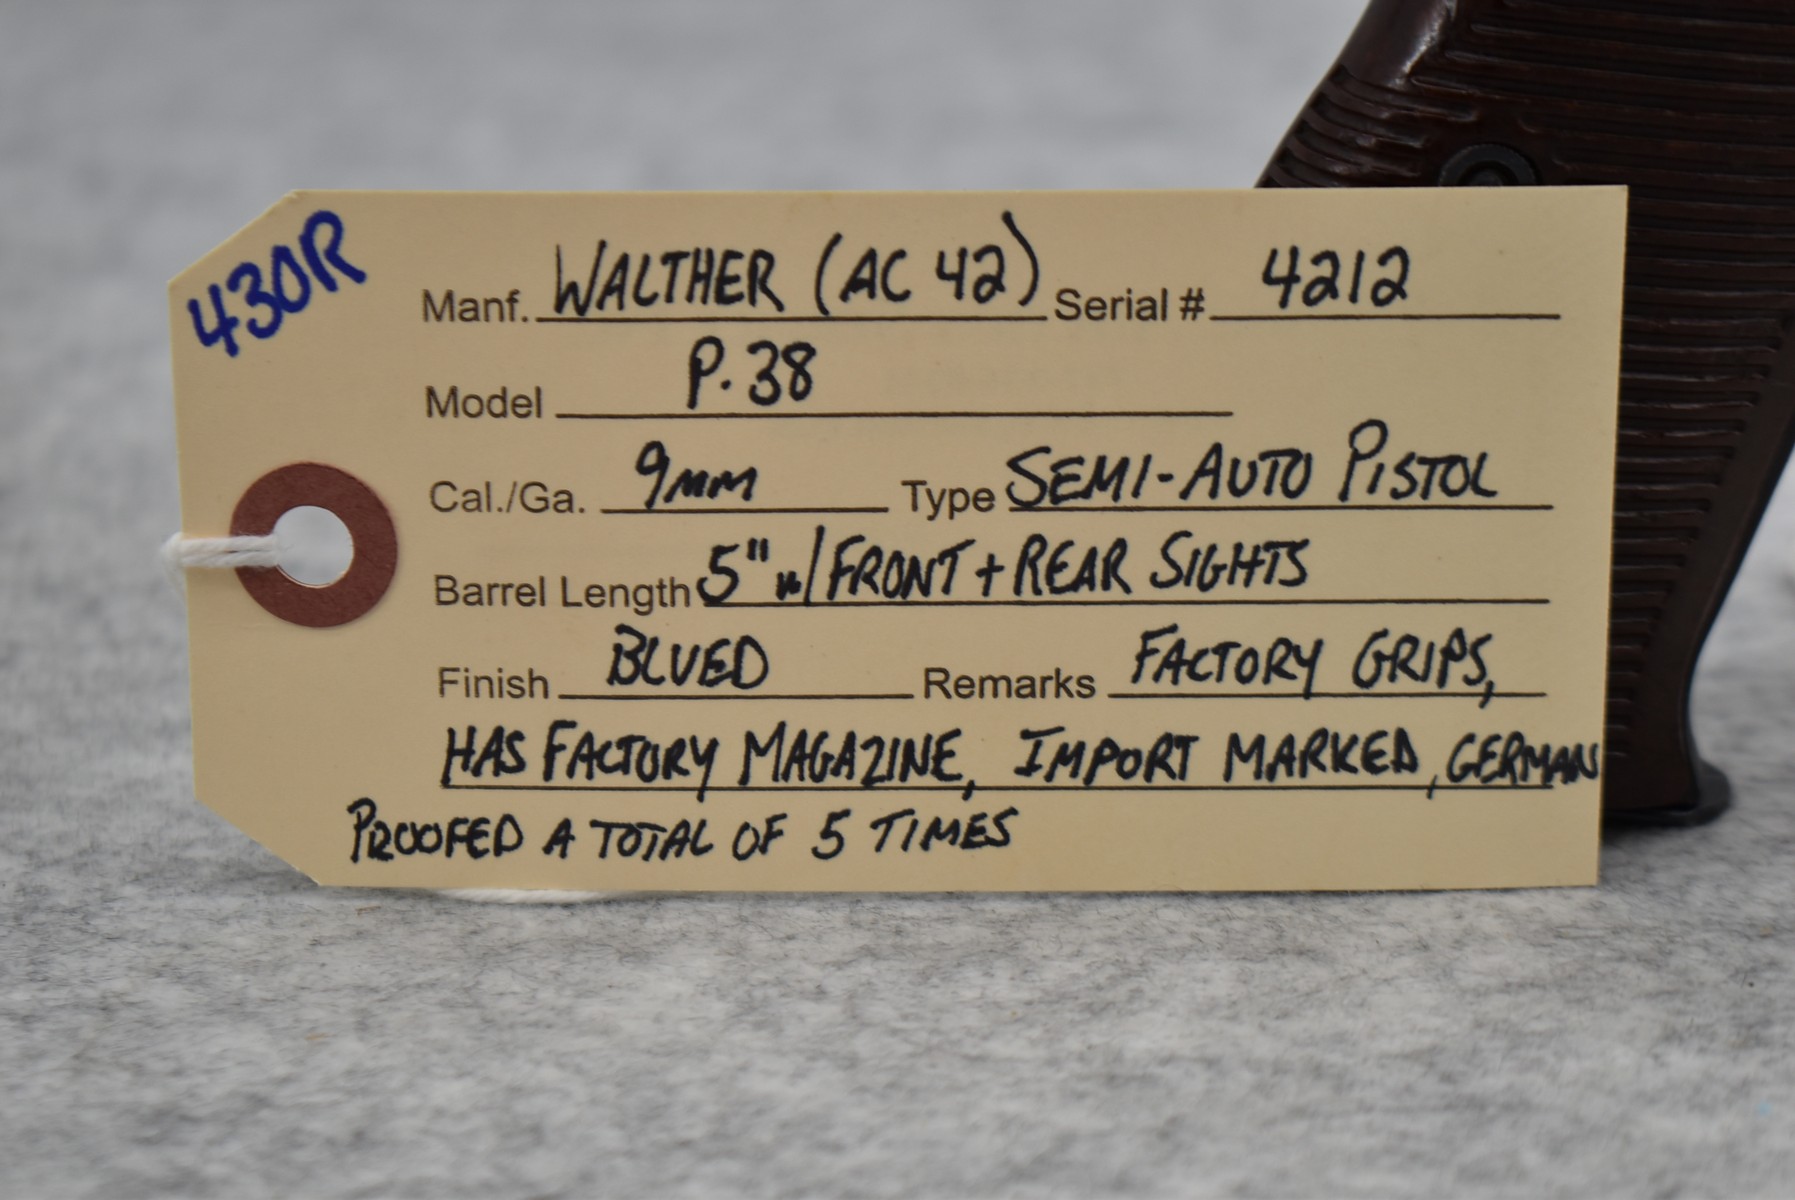 430R
Manf. WALTHER (AC 42) Serial # 4212
Model P.38
Cal./Ga. 9mm Type SEMI-AUTO PISTOL
Barrel Length 5" w/ FRONT + REAR SIGHTS
Finish BLUED Remarks FACTORY GRIPS,
HAS FACTORY MAGAZINE, IMPORT MARKED, GERMAN
PROOFED A TOTAL OF 5 TIMES